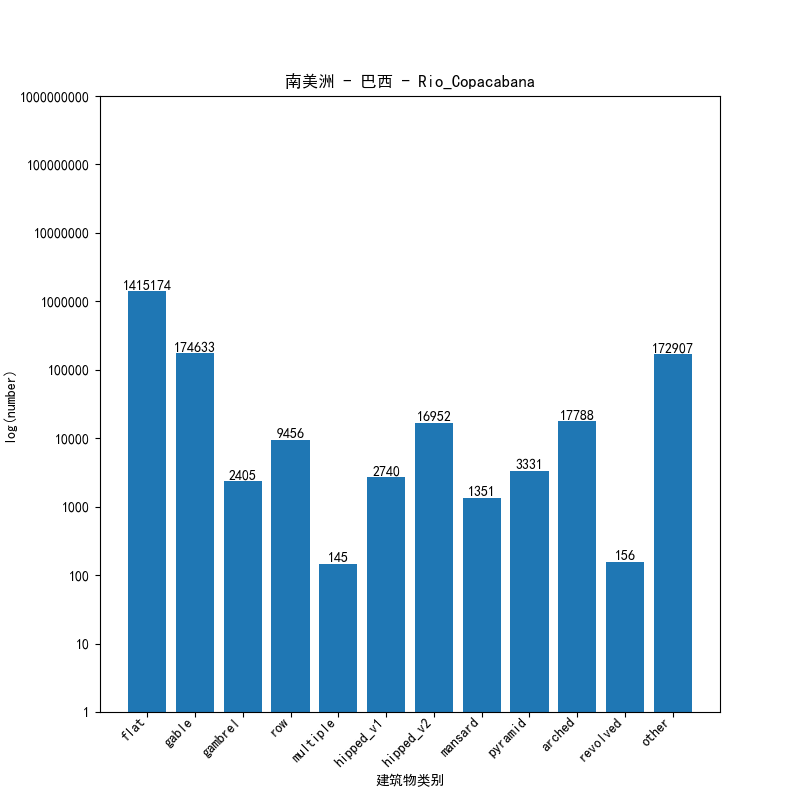 南美洲 - 巴西 - Rio_Copacabana
1000000000
100000000
10000000
1000000
100000
10000
1000
100
10
1
log(number)
1415174
174633
2405
9456
145
2740
16952
1351
3331
17788
156
172907
flat
gable
gambrel
row
multiple
hipped_v1
hipped_v2
mansard
pyramid
arched
revolved
other
建筑物类别